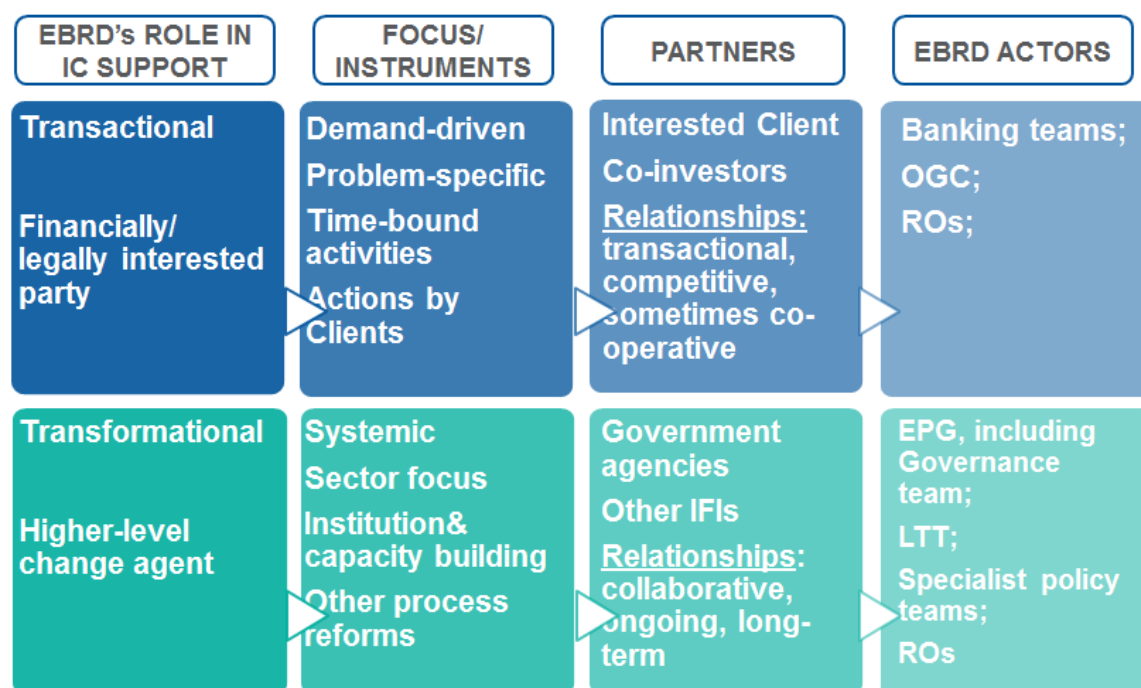 EBRD's ROLE IN
IC SUPPORT
FOCUS/
INSTRUMENTS
PARTNERS
EBRD ACTORS
Transactional
Financially/
legally interested
party
Demand-driven
Problem-specific
Time-bound
activities
Actions by
Clients
Interested Client
Co-investors
Relationships:
transactional,
competitive,
sometimes co-
operative
Banking teams;
OGC;
ROs;
Transformational
Higher-level
change agent
Systemic
Sector focus
Institution&
capacity building
Other process
reforms
Government
agencies
Other IFIs
Relationships:
collaborative,
ongoing, long-
term
EPG, including
Governance
team;
LTT;
Specialist policy
teams;
ROs